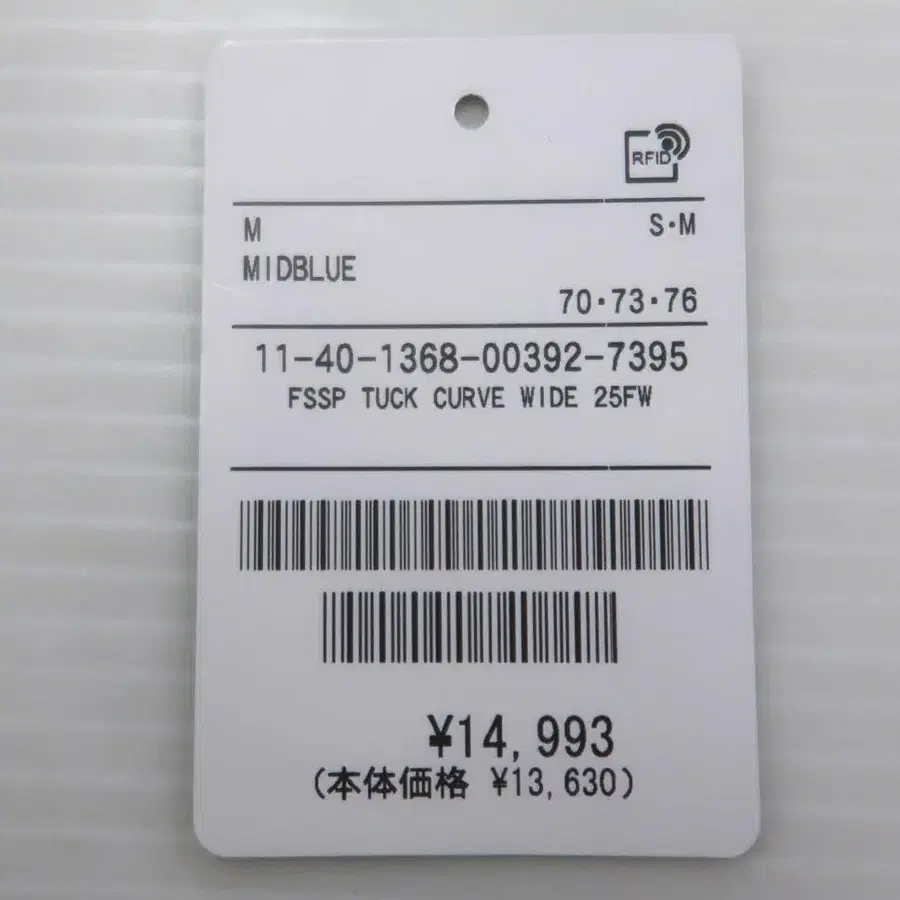 RFID
M S·M
MIDBLUE
70·73·76
11-40-1368-00392-7395
FSSP TUCK CURVE WIDE 25FW
¥14,993
(本体価格 ¥13,630)